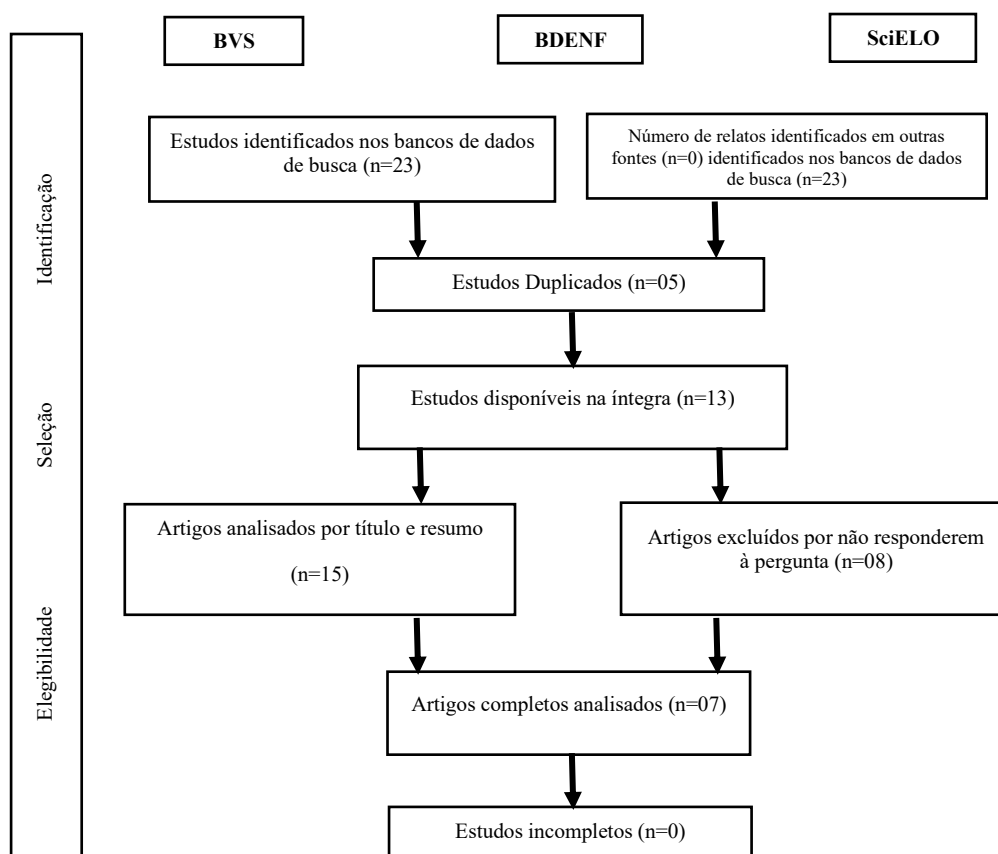 BVS
BDENF
SciELO
Identificação
Estudos identificados nos bancos de dados
de busca (n=23)
Número de relatos identificados em outras
fontes (n=0) identificados nos bancos de dados
de busca (n=23)
Estudos Duplicados (n=05)
Seleção
Estudos disponíveis na íntegra (n=13)
Artigos analisados por título e resumo
(n=15)
Artigos excluídos por não responderem
à pergunta (n=08)
Elegibilidade
Artigos completos analisados (n=07)
Estudos incompletos (n=0)